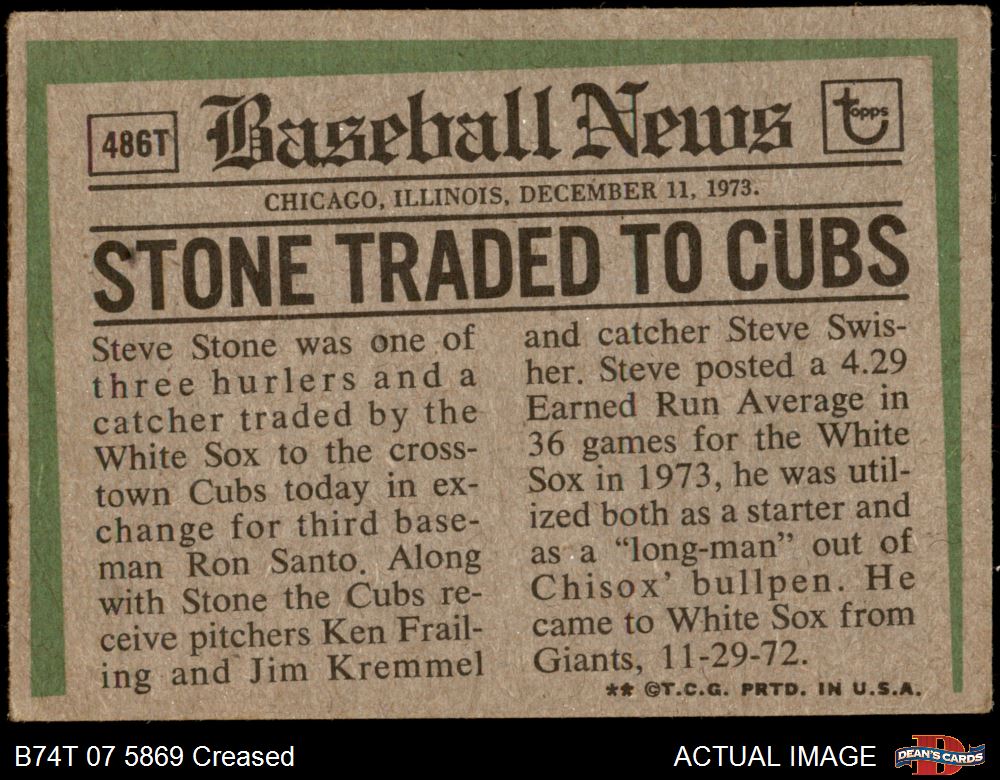 486T
Baseball News
topps
CHICAGO, ILLINOIS, DECEMBER 11, 1973.
STONE TRADED TO CUBS
Steve Stone was one of
three hurlers and a
catcher traded by the
White Sox to the cross-
town Cubs today in ex-
change for third base-
man Ron Santo. Along
with Stone the Cubs re-
ceive pitchers Ken Frail-
ing and Jim Kremmel
and catcher Steve Swis-
her. Steve posted a 4.29
Earned Run Average in
36 games for the White
Sox in 1973, he was util-
ized both as a starter and
as a “long-man” out of
Chisox’ bullpen. He
came to White Sox from
Giants, 11-29-72.
** ©T.C.G. PRTD. IN U.S.A.
B74T 07 5869 Creased
ACTUAL IMAGE
D
DEAN'S CARDS